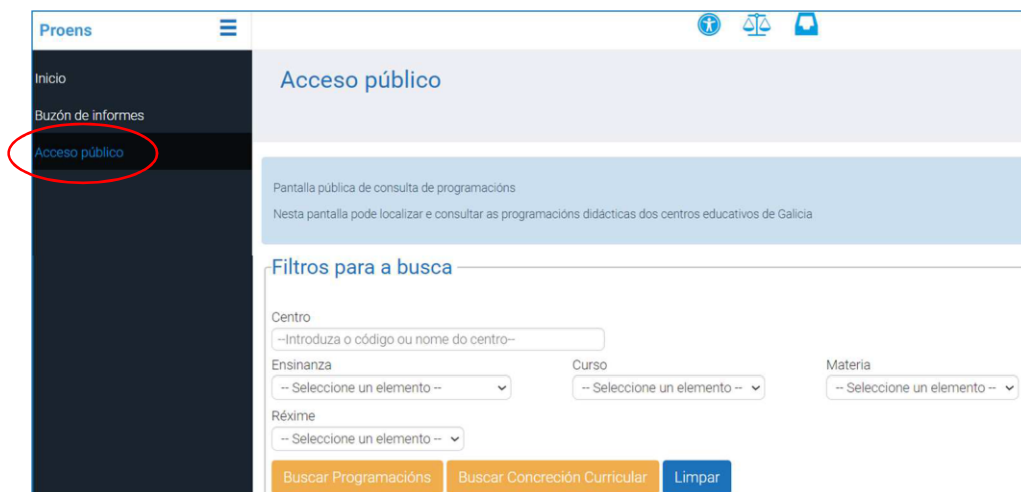 Proens
Inicio
Buzón de informes
Acceso público
Acceso público
Pantalla pública de consulta de programacións
Nesta pantalla pode localizar e consultar as programacións didácticas dos centros educativos de Galicia
Filtros para a busca
Centro
--Introduza o código ou nome do centro--
Ensinanza Curso Materia
-- Seleccione un elemento -- -- Seleccione un elemento -- -- Seleccione un elemento --
Réxime
-- Seleccione un elemento --
Buscar Programacións Buscar Concreción Curricular Limpar